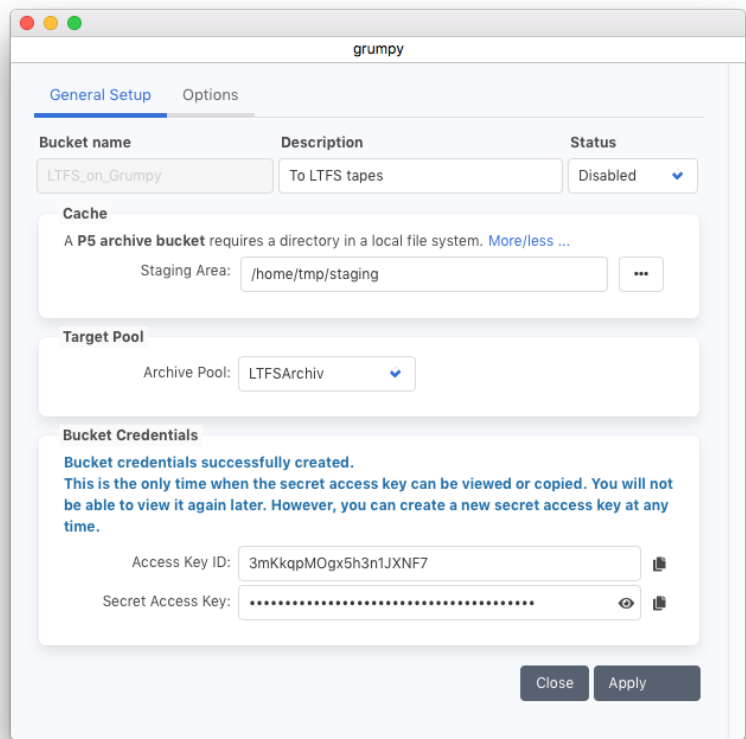 grumpy
General Setup Options
Bucket name Description Status
LTFS_on_Grumpy To LTFS tapes Disabled
Cache
A P5 archive bucket requires a directory in a local file system. More/less ...
Staging Area: /home/tmp/staging •••
Target Pool
Archive Pool: LTFSArchiv
Bucket Credentials
Bucket credentials successfully created.
This is the only time when the secret access key can be viewed or copied. You will not
be able to view it again later. However, you can create a new secret access key at any
time.
Access Key ID: 3mKkqpMOgx5h3n1JXNF7
Secret Access Key: ••••••••••••••••••••••••••••••••••••••••
Close Apply